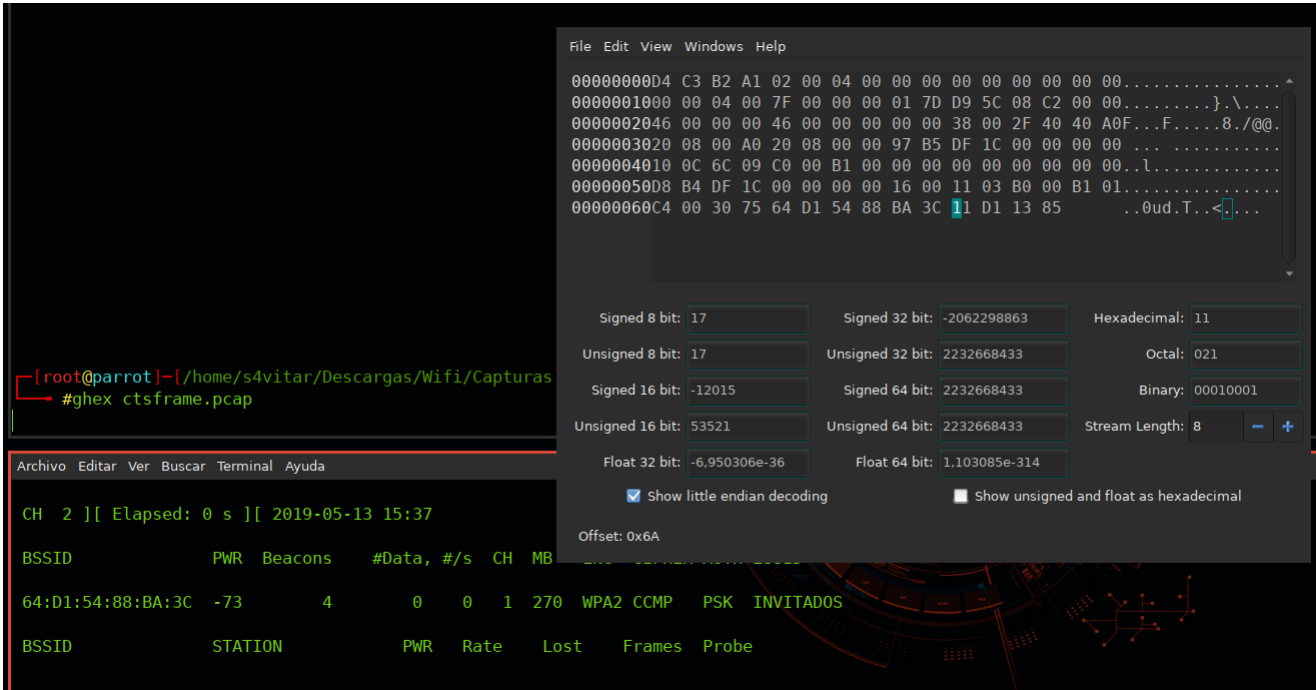 File Edit View Windows Help
00000000D4 C3 B2 A1 02 00 04 00 00 00 00 00 00 00 00 00................
0000001000 00 04 00 7F 00 00 00 01 7D D9 5C 08 C2 00 00.........}.\....
0000002046 00 00 00 46 00 00 00 00 00 38 00 2F 40 40 A0F...F.....8./@@.
0000003020 08 00 A0 20 08 00 00 97 B5 DF 1C 00 00 00 00 ... ...........
0000004010 0C 6C 09 C0 00 B1 00 00 00 00 00 00 00 00 00..l.............
00000050D8 B4 DF 1C 00 00 00 00 16 00 11 03 B0 00 B1 01................
00000060C4 00 30 75 64 D1 54 88 BA 3C 11 D1 13 85 ..0ud.T..<....
Signed 8 bit: 17 Signed 32 bit: -2062298863 Hexadecimal: 11
Unsigned 8 bit: 17 Unsigned 32 bit: 2232668433 Octal: 021
Signed 16 bit: -12015 Signed 64 bit: 2232668433 Binary: 00010001
Unsigned 16 bit: 53521 Unsigned 64 bit: 2232668433 Stream Length: 8 − +
Float 32 bit: -6,950306e-36 Float 64 bit: 1,103085e-314
Show little endian decoding Show unsigned and float as hexadecimal
Offset: 0x6A
[root@parrot]-[/home/s4vitar/Descargas/Wifi/Capturas
#ghex ctsframe.pcap
Archivo Editar Ver Buscar Terminal Ayuda
CH 2 ][ Elapsed: 0 s ][ 2019-05-13 15:37
BSSID PWR Beacons #Data, #/s CH MB
64:D1:54:88:BA:3C -73 4 0 0 1 270 WPA2 CCMP PSK INVITADOS
BSSID STATION PWR Rate Lost Frames Probe